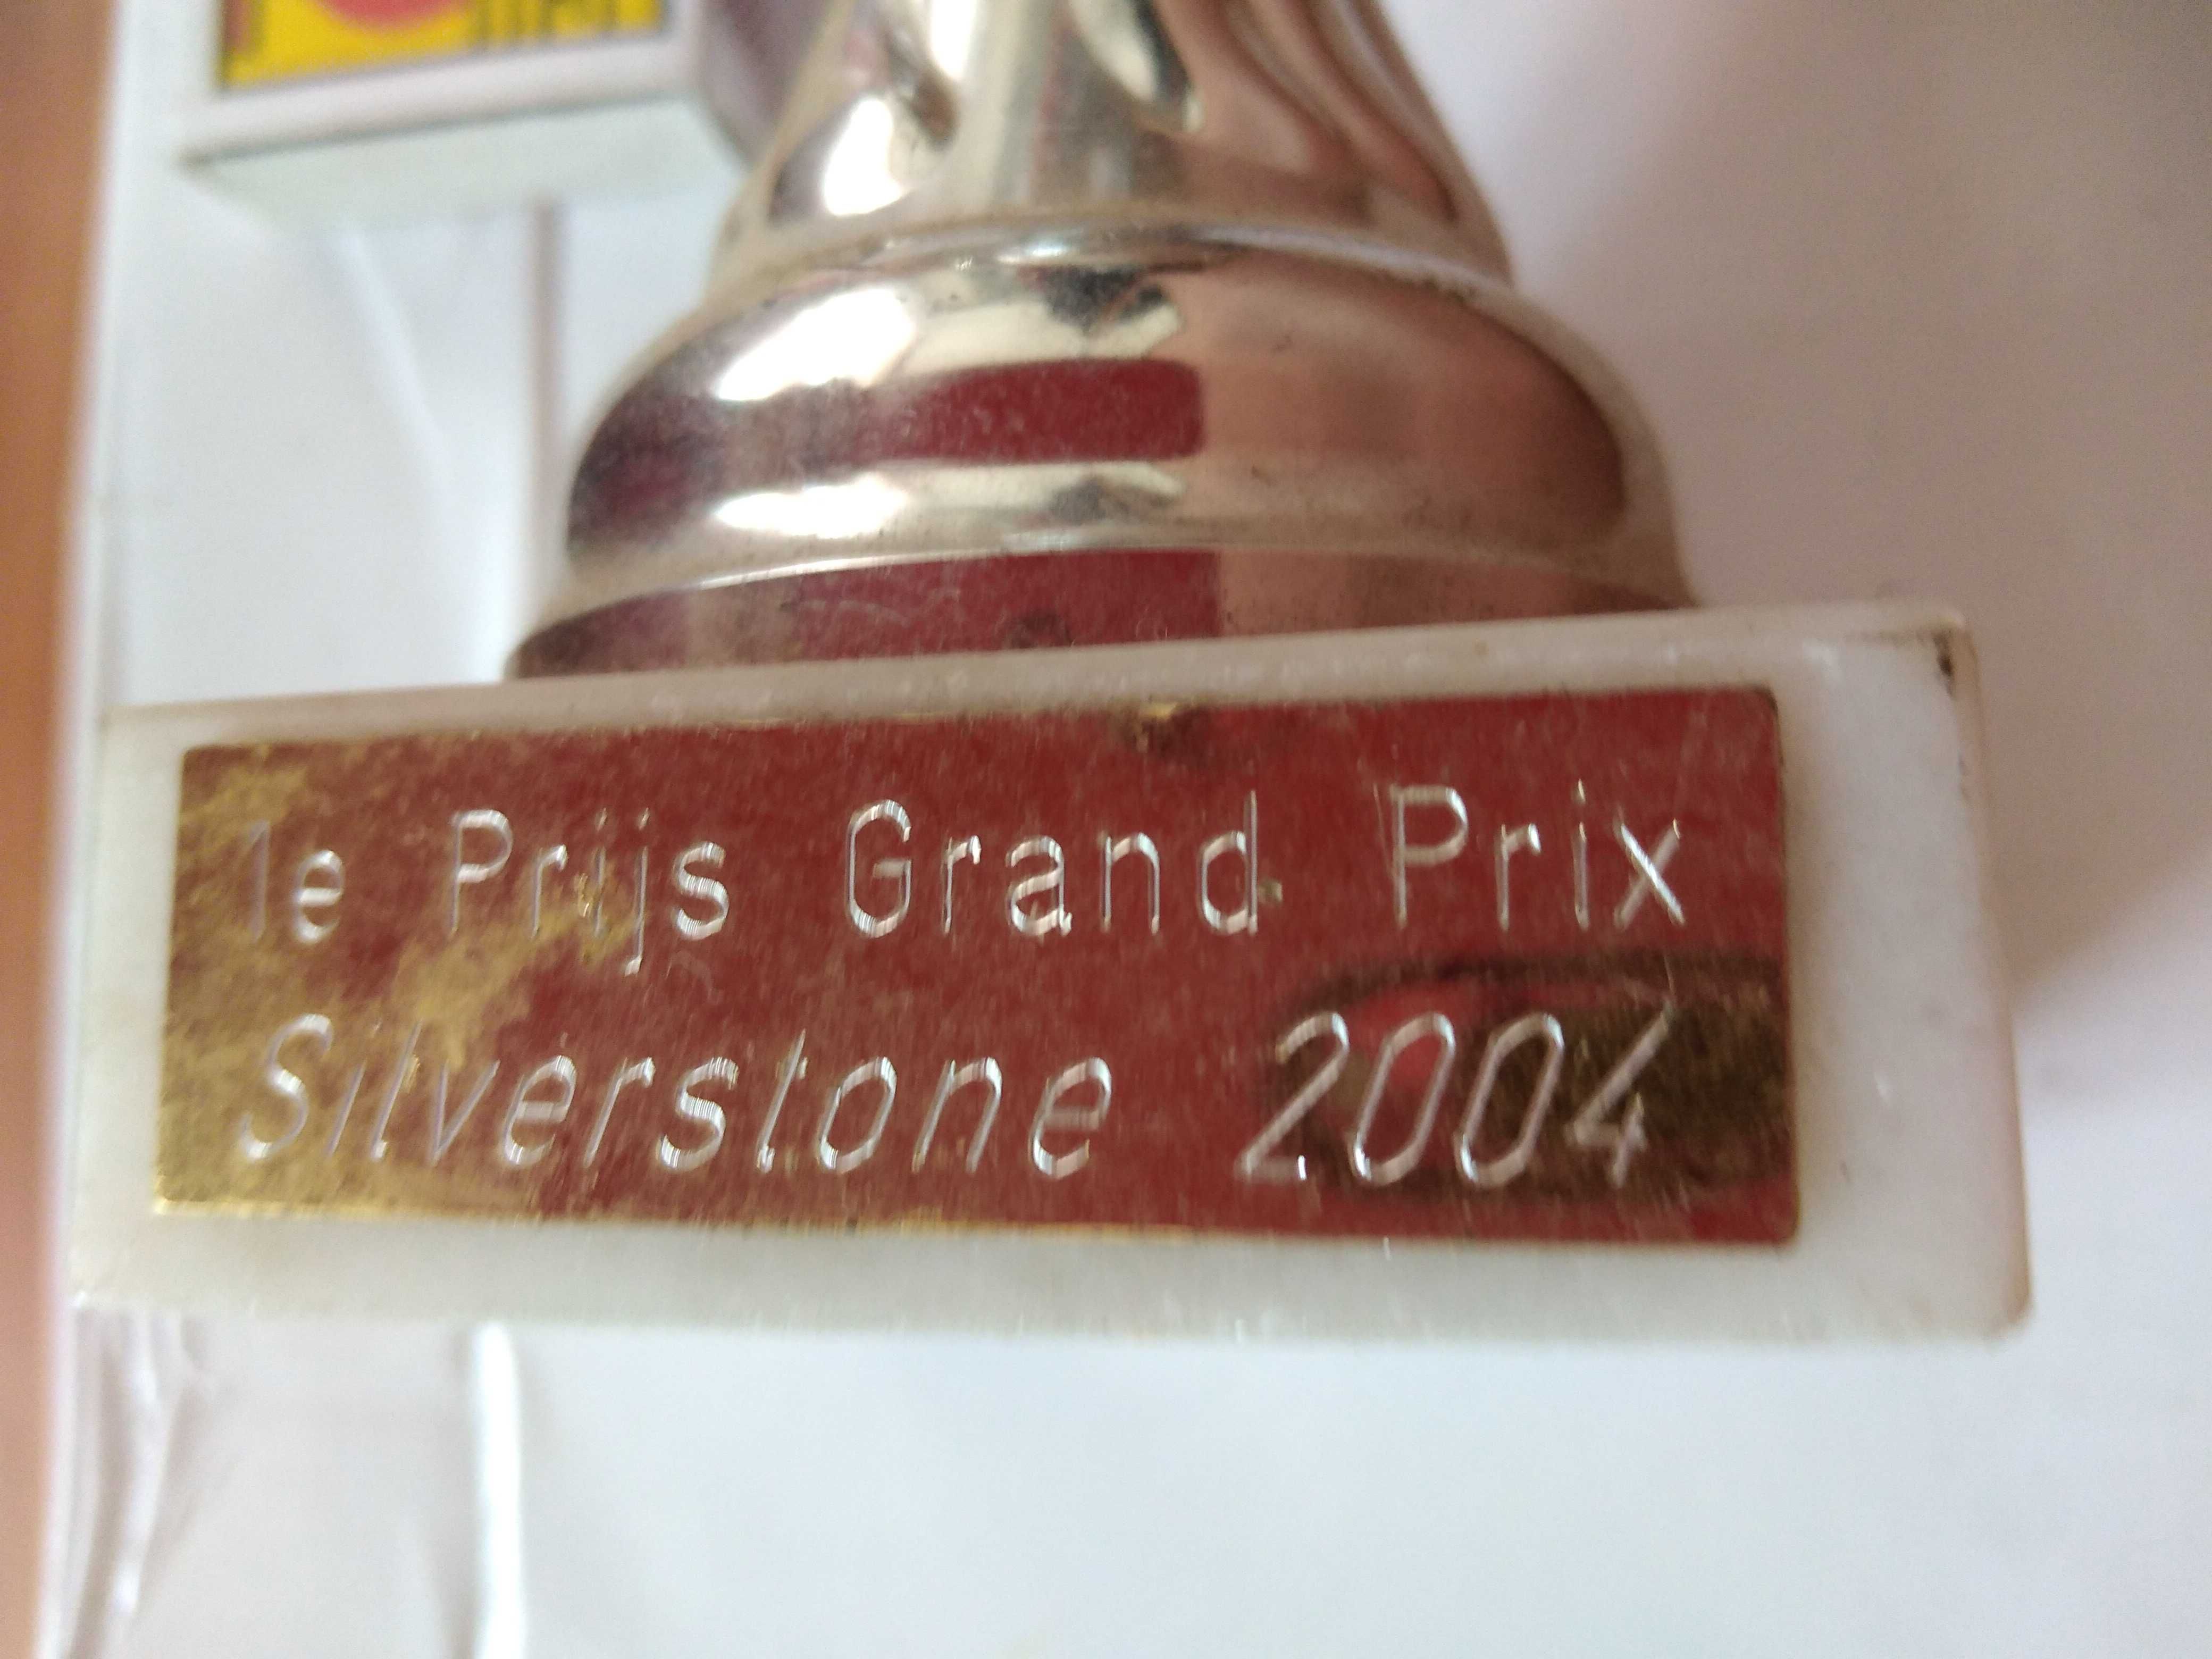 1e Prijs Grand Prix
Silverstone 2004